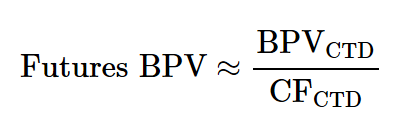 Futures BPV ≈ BPV_CTD / CF_CTD